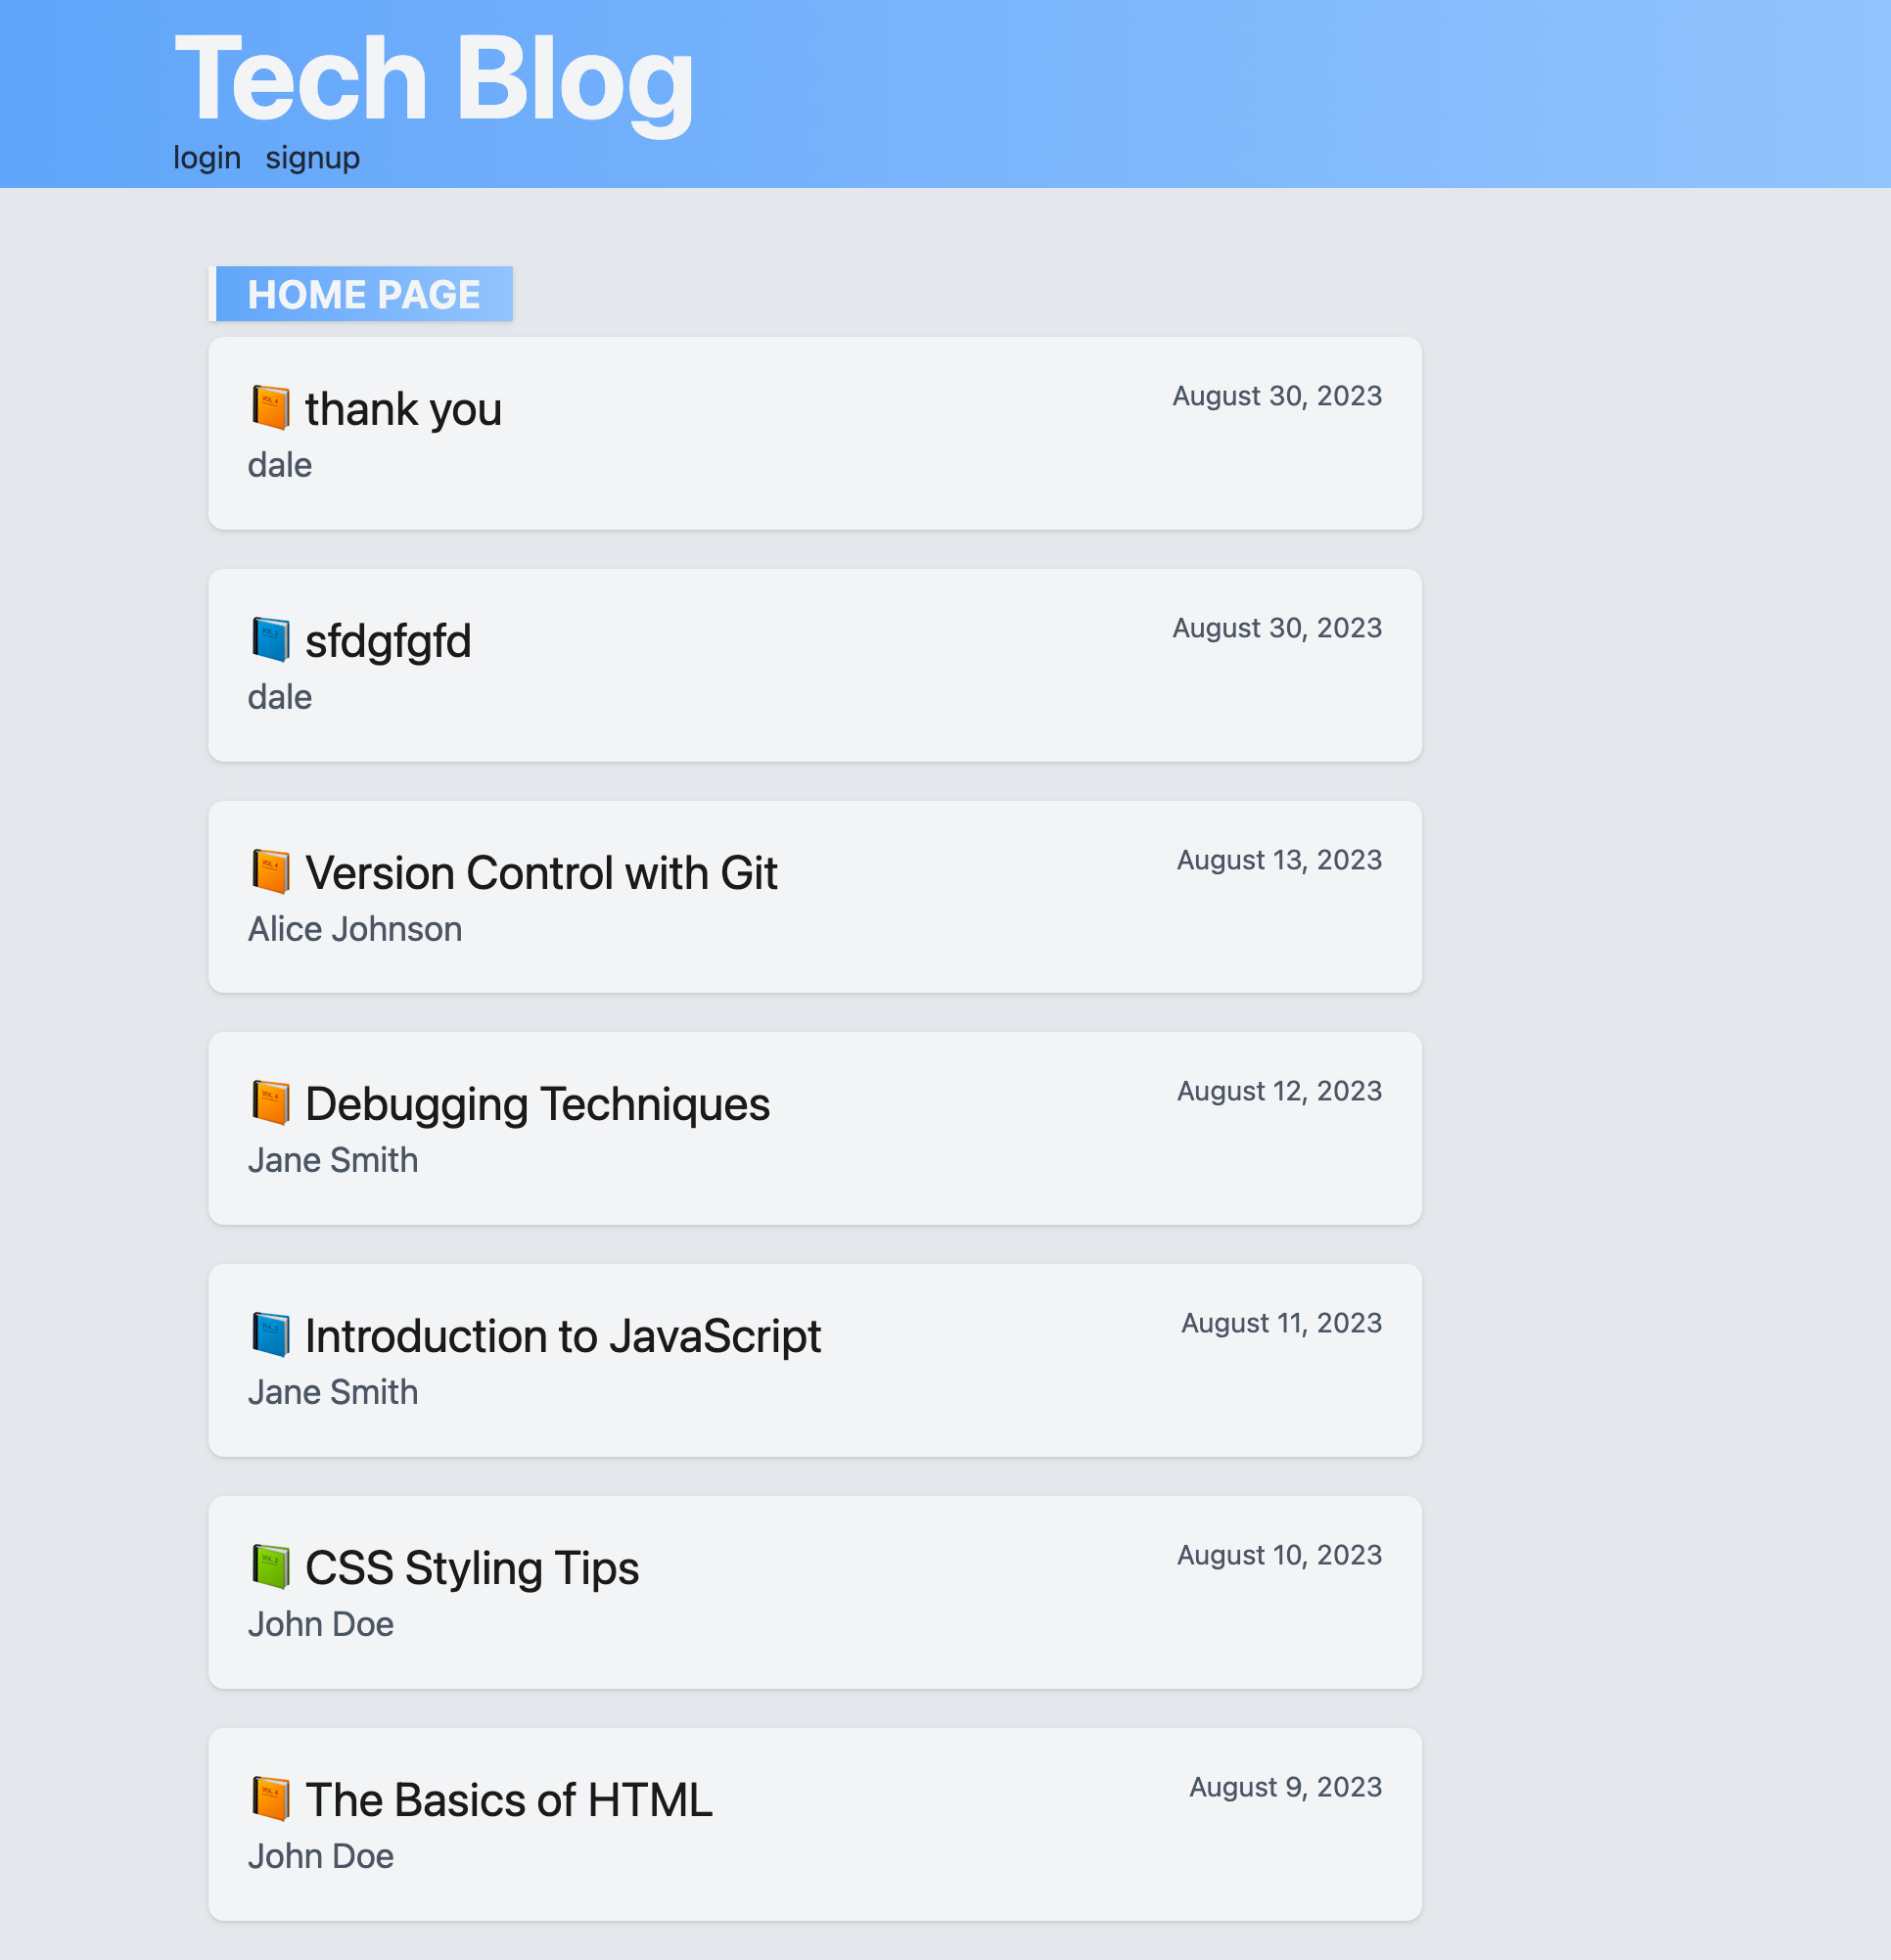 Tech Blog
login signup
HOME PAGE
📙 thank you August 30, 2023
dale
📘 sfdgfgfd August 30, 2023
dale
📙 Version Control with Git August 13, 2023
Alice Johnson
📙 Debugging Techniques August 12, 2023
Jane Smith
📘 Introduction to JavaScript August 11, 2023
Jane Smith
📗 CSS Styling Tips August 10, 2023
John Doe
📙 The Basics of HTML August 9, 2023
John Doe